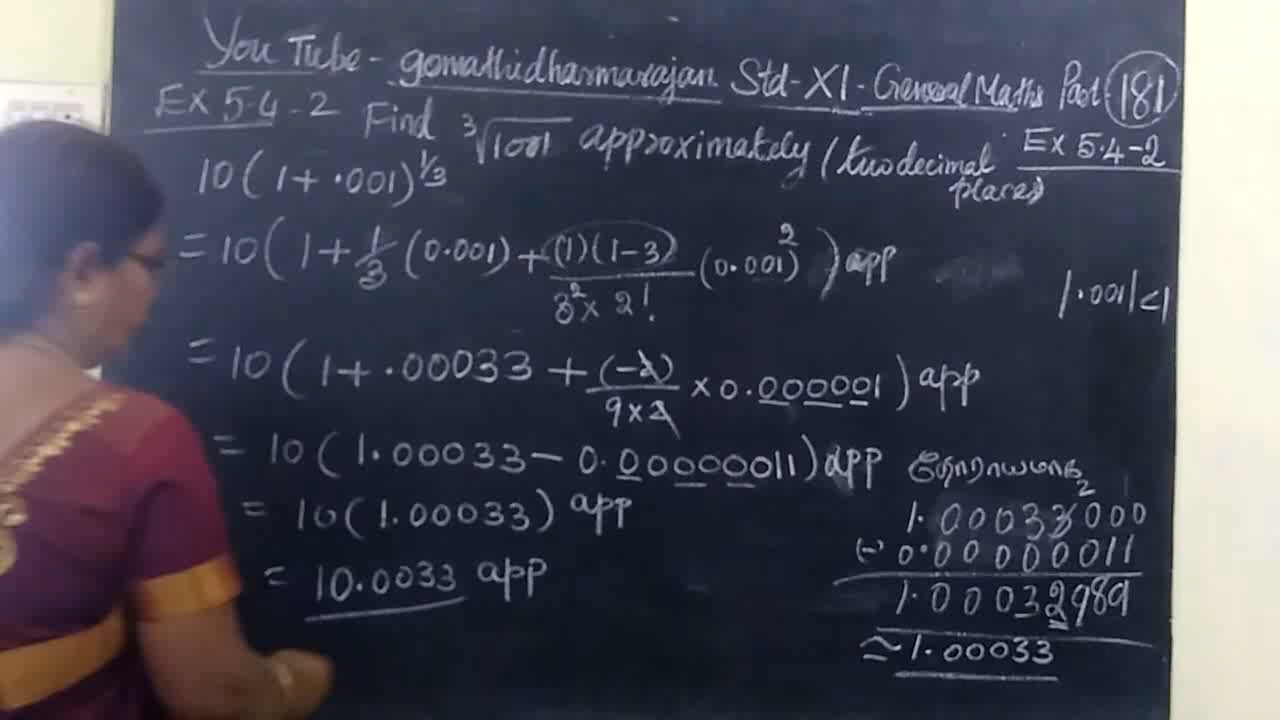 You Tube - gomathidharmarajan Std-XI - General Maths Part-181
Ex 5.4-2 Find ∛1001 approximately (two decimal places)
Ex 5.4-2
10(1+.001)^1/3
= 10(1+1/3(0.001)+(1)(1-3)/3²×2!(0.001)²) app
|.001|<1
= 10(1+.00033+(-2)/9×2×0.000001) app
= 10(1.00033-0.00000011) app தோராயமாக
= 10(1.00033) app
= 10.0033 app
2
1.00033000
(-) 0.00000011
1.00032989
≃1.00033